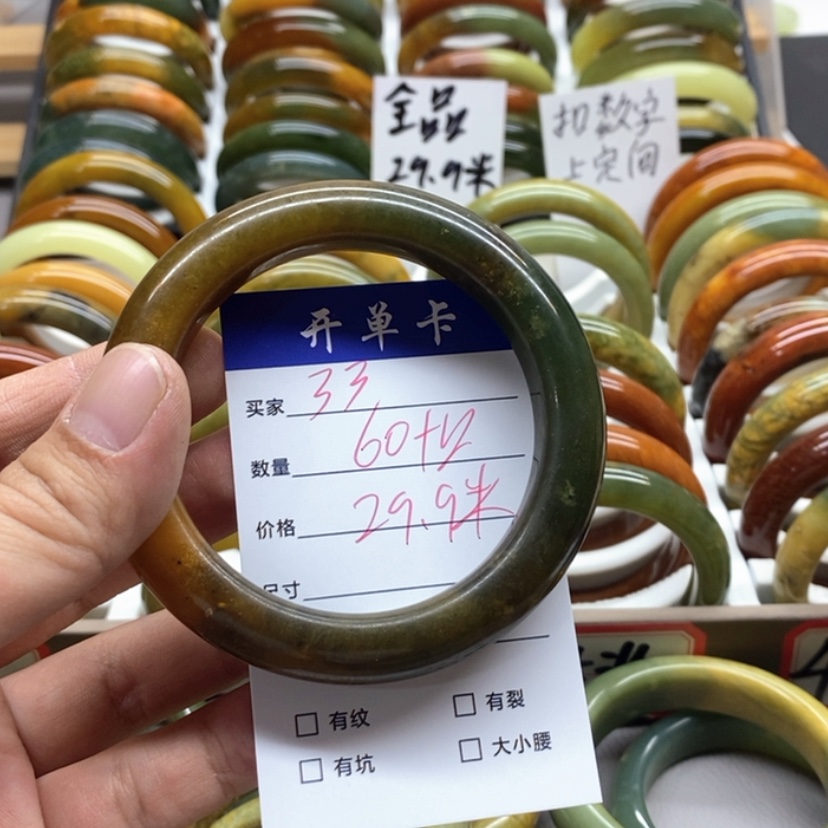 全品
29.9米
扣数字
上定间
开单卡
买家 33
数量 60+以
价格 29.9米
尺寸
有纹
有裂
有坑
大小腰